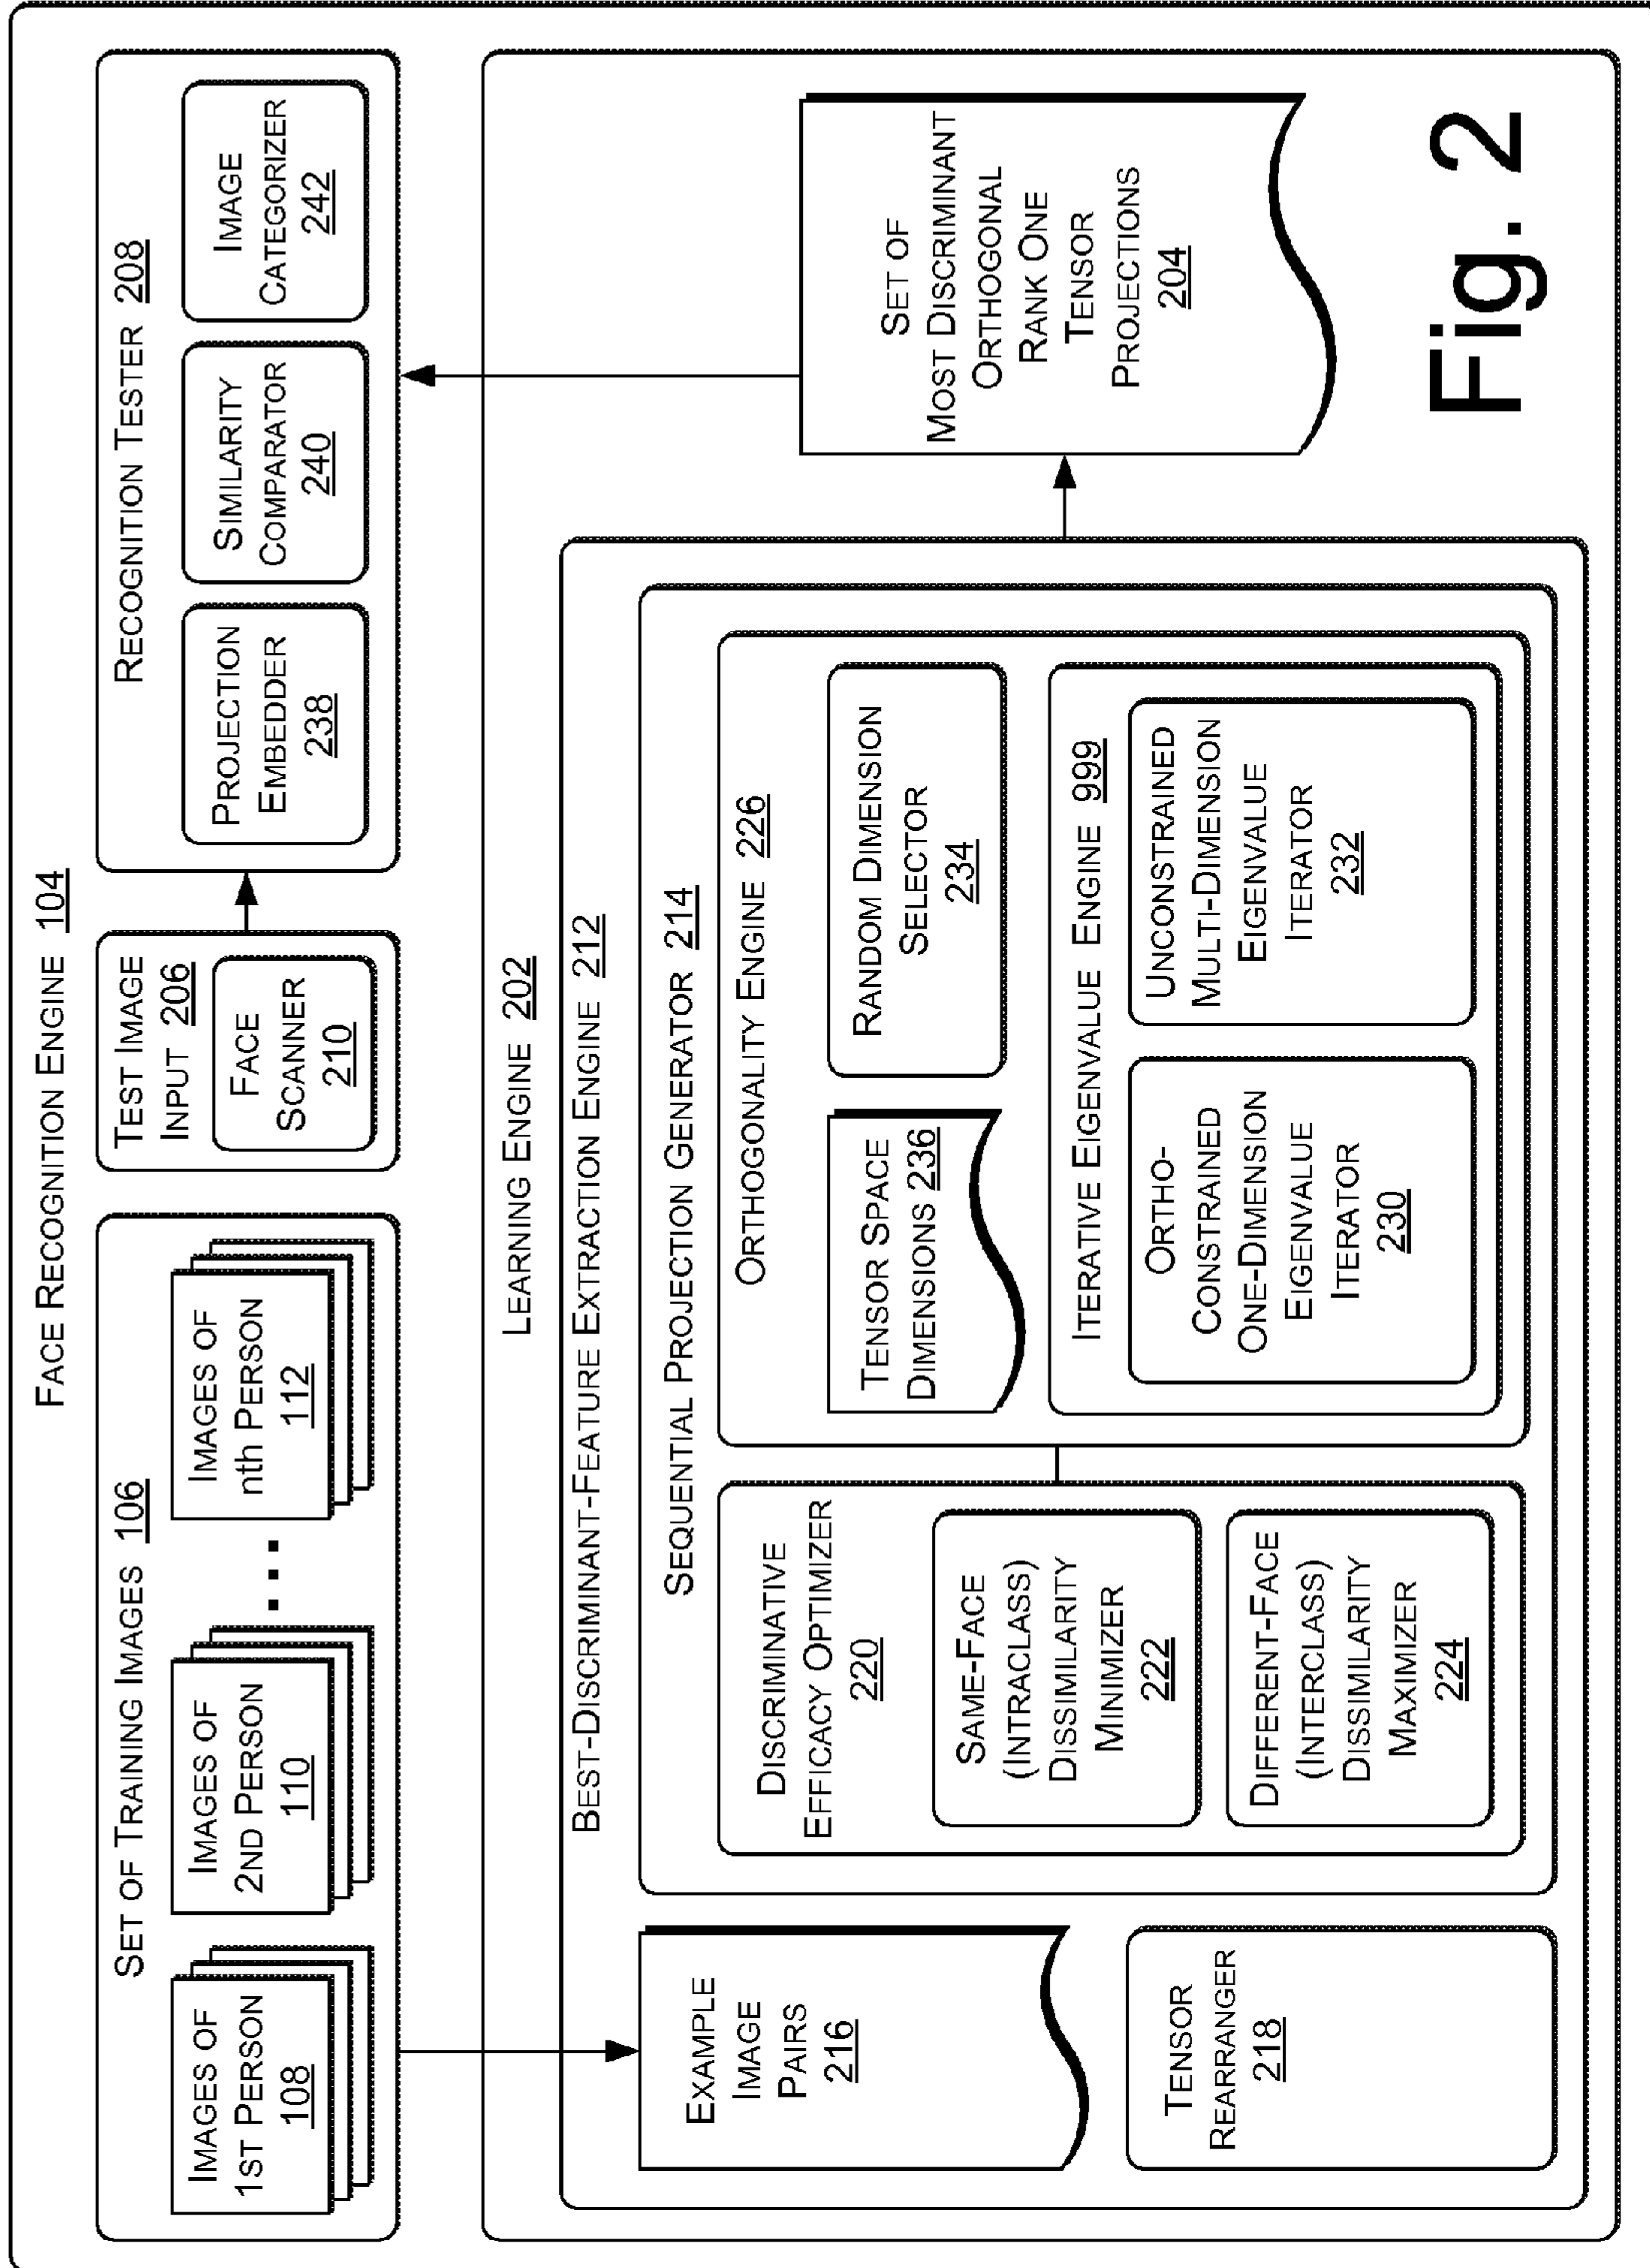 FACE RECOGNITION ENGINE 104
SET OF TRAINING IMAGES 106
IMAGES OF
1ST PERSON
108
IMAGES OF
2ND PERSON
110
...
IMAGES OF
nth PERSON
112
TEST IMAGE
INPUT 206
FACE
SCANNER
210
RECOGNITION TESTER 208
PROJECTION
EMBEDDER
238
SIMILARITY
COMPARATOR
240
IMAGE
CATEGORIZER
242
LEARNING ENGINE 202
BEST-DISCRIMINANT-FEATURE EXTRACTION ENGINE 212
EXAMPLE
IMAGE
PAIRS
216
TENSOR
REARRANGER
218
SEQUENTIAL PROJECTION GENERATOR 214
DISCRIMINATIVE
EFFICACY OPTIMIZER
220
SAME-FACE
(INTRACLASS)
DISSIMILARITY
MINIMIZER
222
DIFFERENT-FACE
(INTERCLASS)
DISSIMILARITY
MAXIMIZER
224
ORTHOGONALITY ENGINE 226
TENSOR SPACE
DIMENSIONS 236
RANDOM DIMENSION
SELECTOR
234
ITERATIVE EIGENVALUE ENGINE 999
ORTHO-
CONSTRAINED
ONE-DIMENSION
EIGENVALUE
ITERATOR
230
UNCONSTRAINED
MULTI-DIMENSION
EIGENVALUE
ITERATOR
232
SET OF
MOST DISCRIMINANT
ORTHOGONAL
RANK ONE
TENSOR
PROJECTIONS
204
Fig. 2